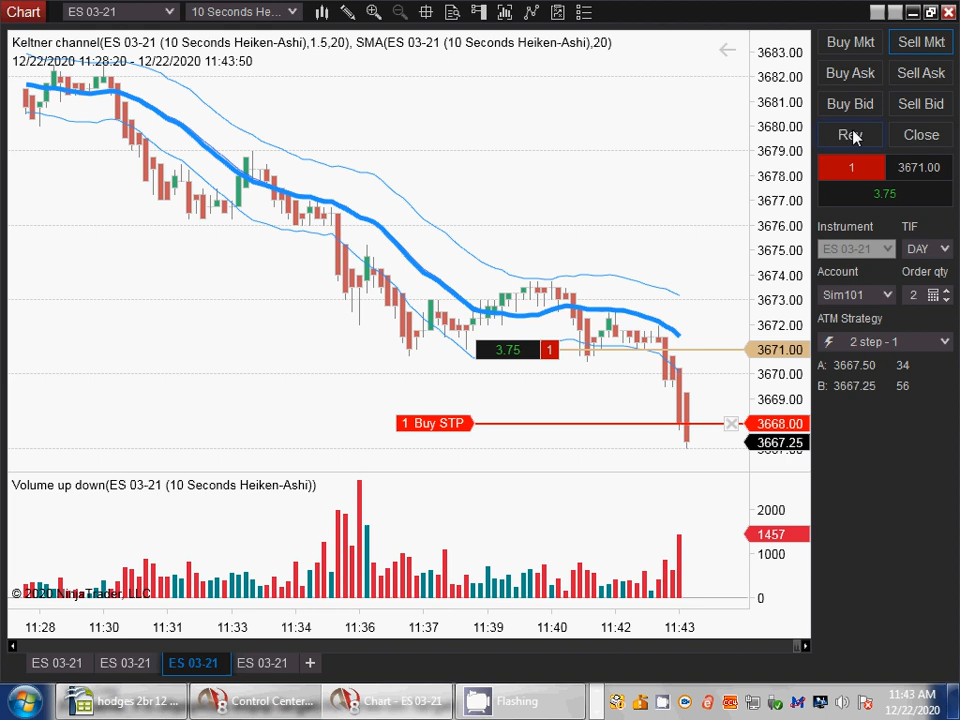 Chart
ES 03-21
10 Seconds He...
Keltner channel(ES 03-21 (10 Seconds Heiken-Ashi),1.5,20), SMA(ES 03-21 (10 Seconds Heiken-Ashi),20)
12/22/2020 11:28:20 - 12/22/2020 11:43:50
3683.00
3682.00
3681.00
3680.00
3679.00
3678.00
3677.00
3676.00
3675.00
3674.00
3673.00
3672.00
3.75 1
3671.00
3670.00
3669.00
1 Buy STP
3668.00
3667.25
Volume up down(ES 03-21 (10 Seconds Heiken-Ashi))
2000
1457
1000
0
© 2020 NinjaTrader, LLC
11:28 11:30 11:31 11:33 11:34 11:36 11:37 11:39 11:40 11:42 11:43
ES 03-21 ES 03-21 ES 03-21 ES 03-21 +
Buy Mkt Sell Mkt
Buy Ask Sell Ask
Buy Bid Sell Bid
Rev Close
1 3671.00
3.75
Instrument TIF
ES 03-21 DAY
Account Order qty
Sim101 2
ATM Strategy
2 step - 1
A: 3667.50 34
B: 3667.25 56
hodges 2br12 ...
Control Center...
Chart - ES 03-21
Flashing
11:43 AM
12/22/2020